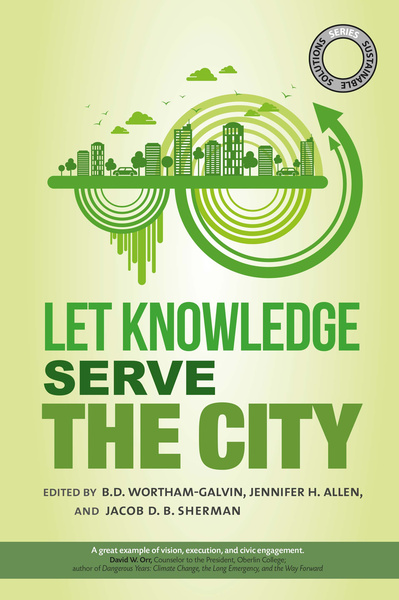 SUSTAINABLE SOLUTIONS SERIES
LET KNOWLEDGE
SERVE
THE CITY
EDITED BY B.D. WORTHAM-GALVIN, JENNIFER H. ALLEN,
AND JACOB D. B. SHERMAN
A great example of vision, execution, and civic engagement.
David W. Orr, Counselor to the President, Oberlin College;
author of Dangerous Years: Climate Change, the Long Emergency, and the Way Forward